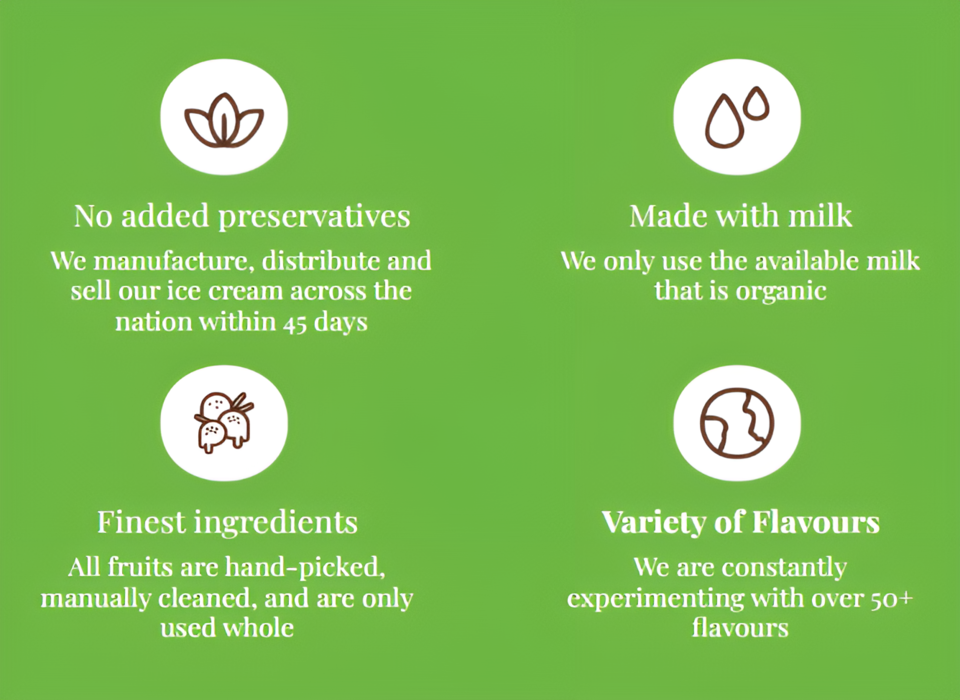 No added preservatives
We manufacture, distribute and
sell our ice cream across the
nation within 45 days
Made with milk
We only use the available milk
that is organic
Finest ingredients
All fruits are hand-picked,
manually cleaned, and are only
used whole
Variety of Flavours
We are constantly
experimenting with over 50+
flavours